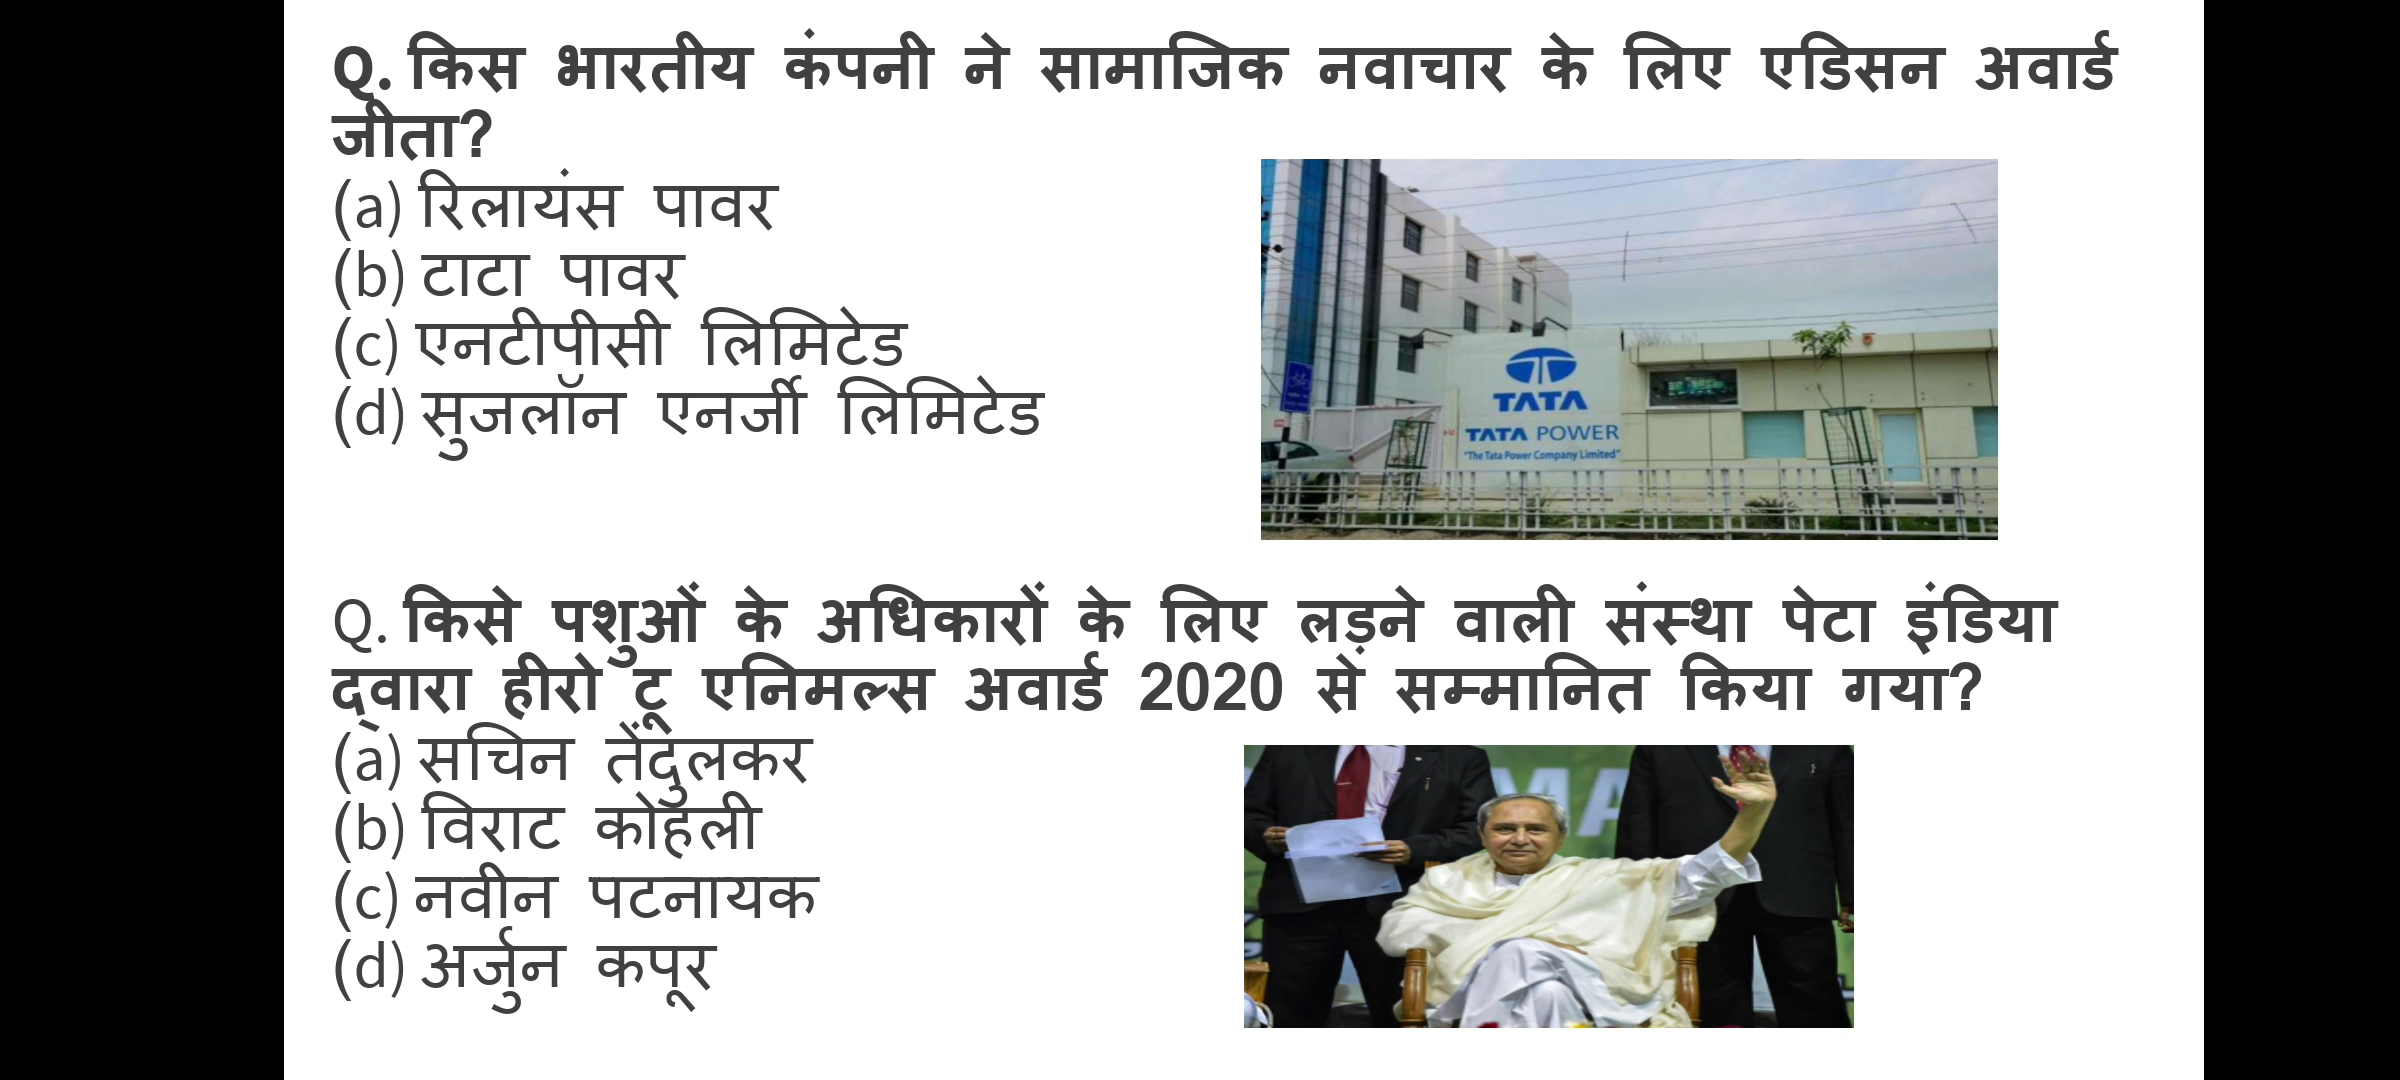 Q. किस भारतीय कंपनी ने सामाजिक नवाचार के लिए एडिसन अवार्ड
जीता?
(a) रिलायंस पावर
(b) टाटा पावर
(c) एनटीपीसी लिमिटेड
(d) सुजलॉन एनर्जी लिमिटेड
TATA
TATA POWER
"The Tata Power Company Limited"
Q. किसे पशुओं के अधिकारों के लिए लड़ने वाली संस्था पेटा इंडिया
द्वारा हीरो टू एनिमल्स अवार्ड 2020 से सम्मानित किया गया?
(a) सचिन तेंदुलकर
(b) विराट कोहली
(c) नवीन पटनायक
(d) अर्जुन कपूर
MA